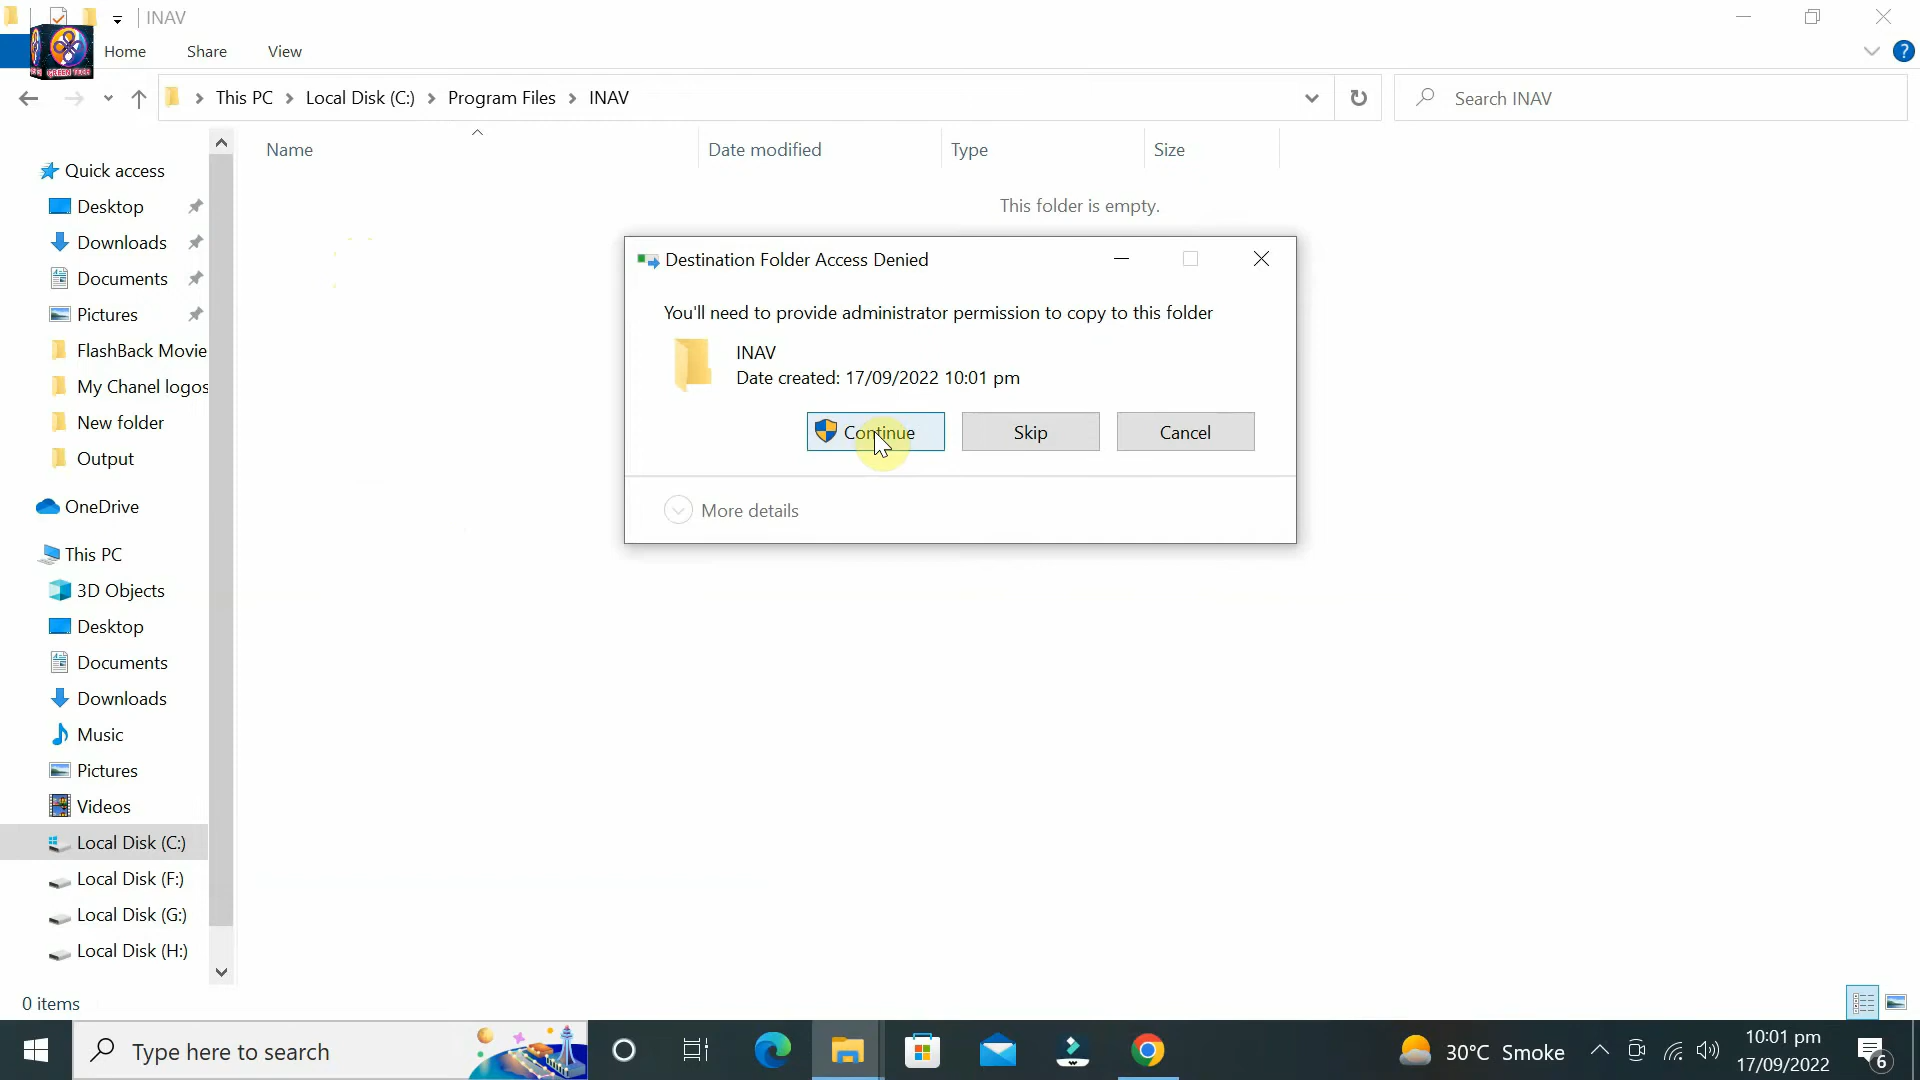 INAV
GREEN TECH
Home
Share
View
This PC
Local Disk (C:)
Program Files
INAV
Search INAV
Name
Date modified
Type
Size
This folder is empty.
Quick access
Desktop
Downloads
Documents
Pictures
FlashBack Movie
My Chanel logos
New folder
Output
OneDrive
This PC
3D Objects
Desktop
Documents
Downloads
Music
Pictures
Videos
Local Disk (C:)
Local Disk (F:)
Local Disk (G:)
Local Disk (H:)
Destination Folder Access Denied
You'll need to provide administrator permission to copy to this folder
INAV
Date created: 17/09/2022 10:01 pm
Continue
Skip
Cancel
More details
0 items
Type here to search
30°C Smoke
10:01 pm
17/09/2022
6